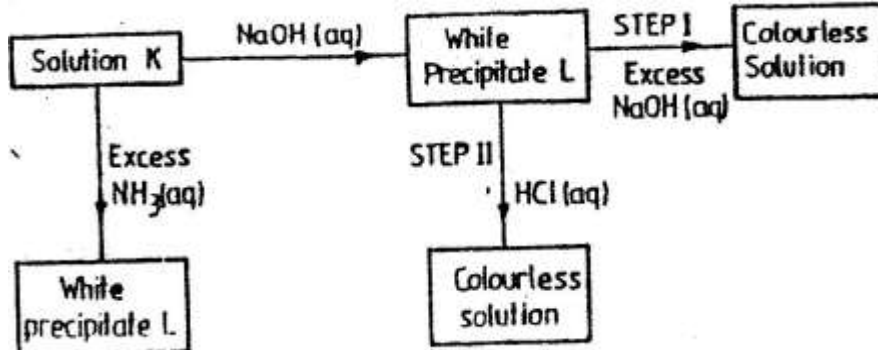 Solution K
NaOH (aq)
White
Precipitate L
STEP I
Excess
NaOH (aq)
Colourless
Solution
Excess
NH3(aq)
STEP II
HCl (aq)
White
precipitate L
Colourless
solution